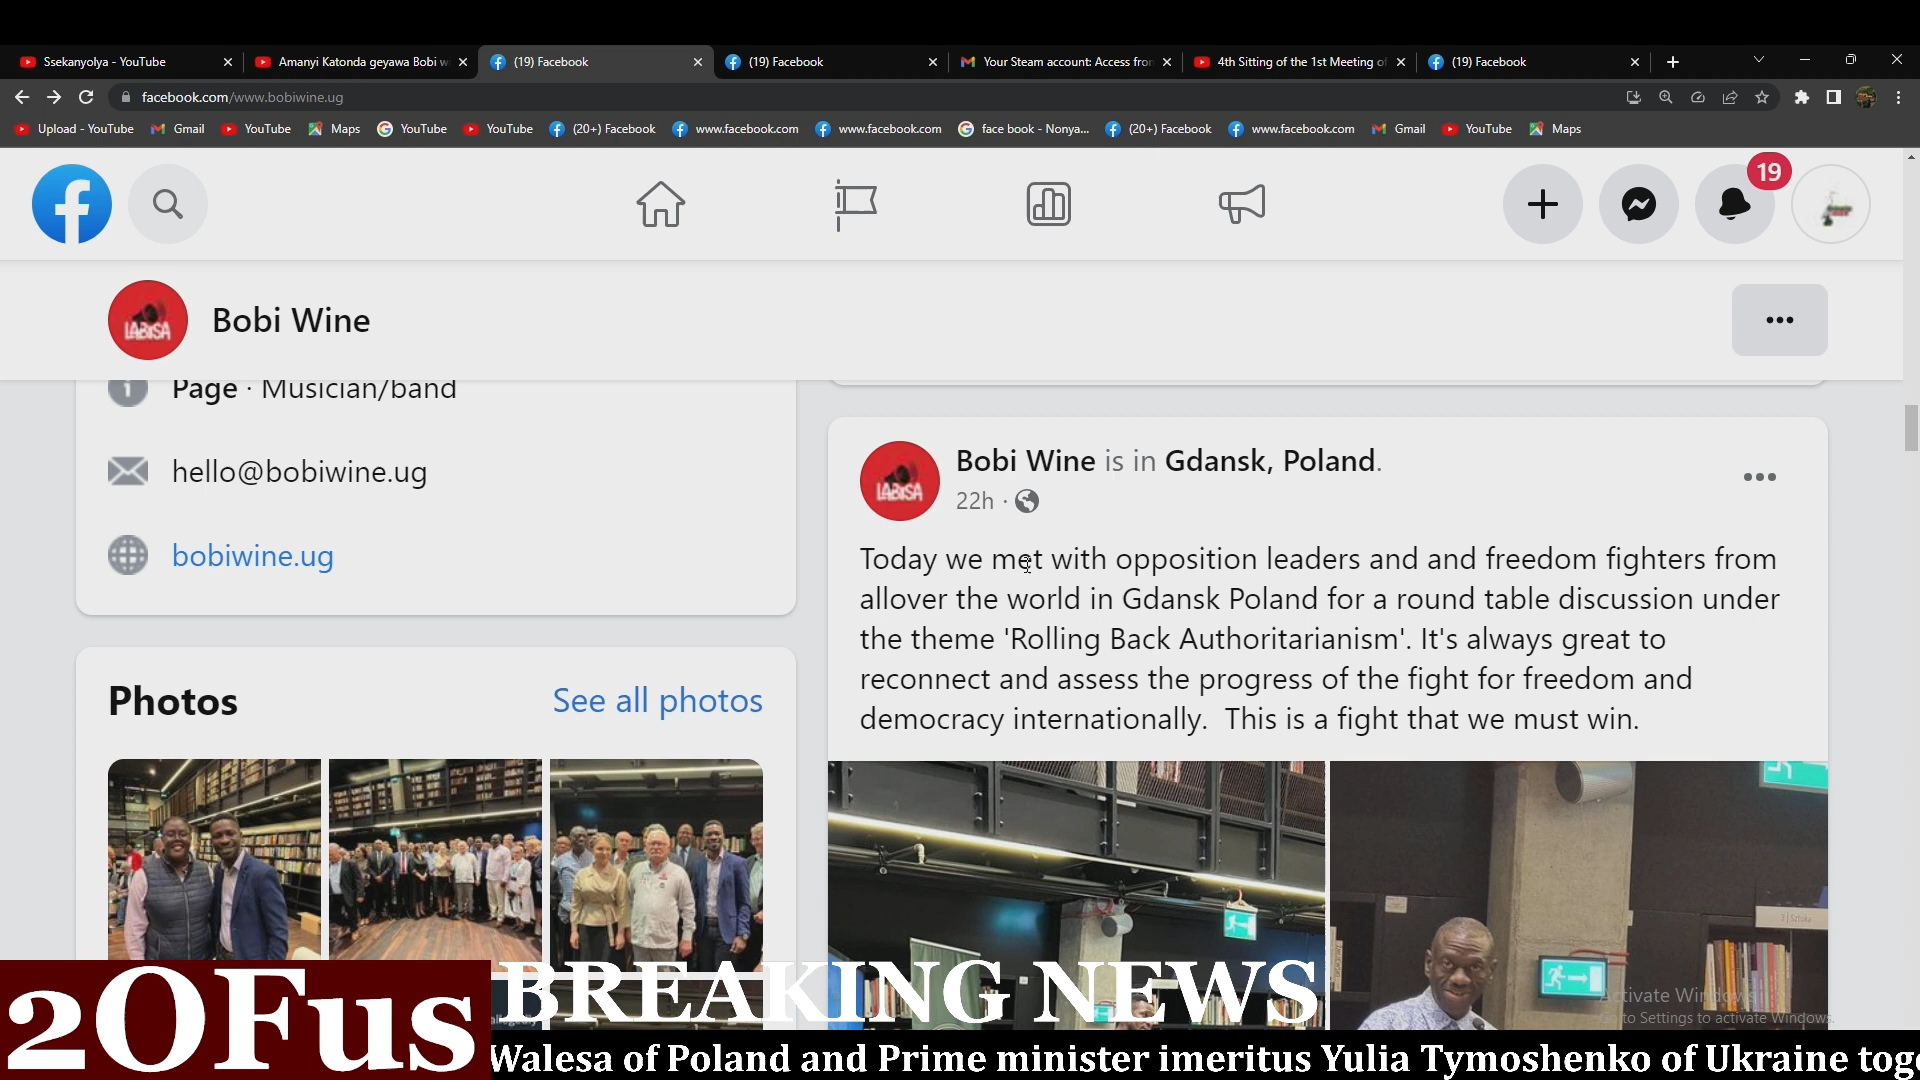 Ssekanyolya - YouTube
Amanyi Katonda geyawa Bobi w
(19) Facebook
(19) Facebook
Your Steam account: Access from
4th Sitting of the 1st Meeting of
(19) Facebook
facebook.com/www.bobiwine.ug
Upload - YouTube
Gmail
YouTube
Maps
YouTube
YouTube
(20+) Facebook
www.facebook.com
www.facebook.com
face book - Nonya...
(20+) Facebook
www.facebook.com
Gmail
YouTube
Maps
19
LABISA
Bobi Wine
Page · Musician/band
hello@bobiwine.ug
bobiwine.ug
Photos
See all photos
LABISA
Bobi Wine is in Gdansk, Poland.
22h ·
Today we met with opposition leaders and and freedom fighters from
allover the world in Gdansk Poland for a round table discussion under
the theme 'Rolling Back Authoritarianism'. It's always great to
reconnect and assess the progress of the fight for freedom and
democracy internationally. This is a fight that we must win.
Activate Windows
Go to Settings to activate Windows.
2OFus
BREAKING NEWS
Walesa of Poland and Prime minister imeritus Yulia Tymoshenko of Ukraine toge